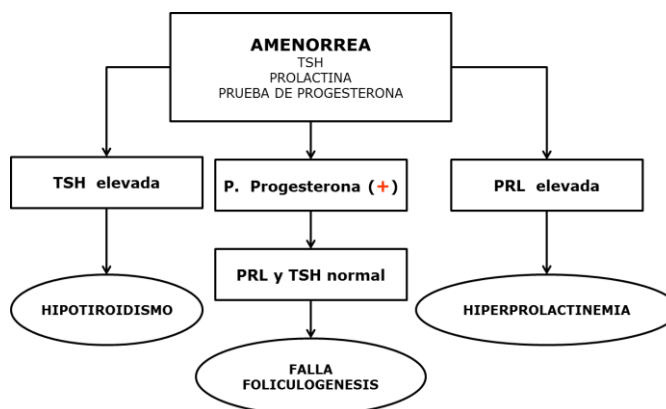 AMENORREA
TSH
PROLACTINA
PRUEBA DE PROGESTERONA
TSH elevada
P. Progesterona (+)
PRL elevada
PRL y TSH normal
HIPOTIROIDISMO
HIPERPROLACTINEMIA
FALLA
FOLICULOGENESIS